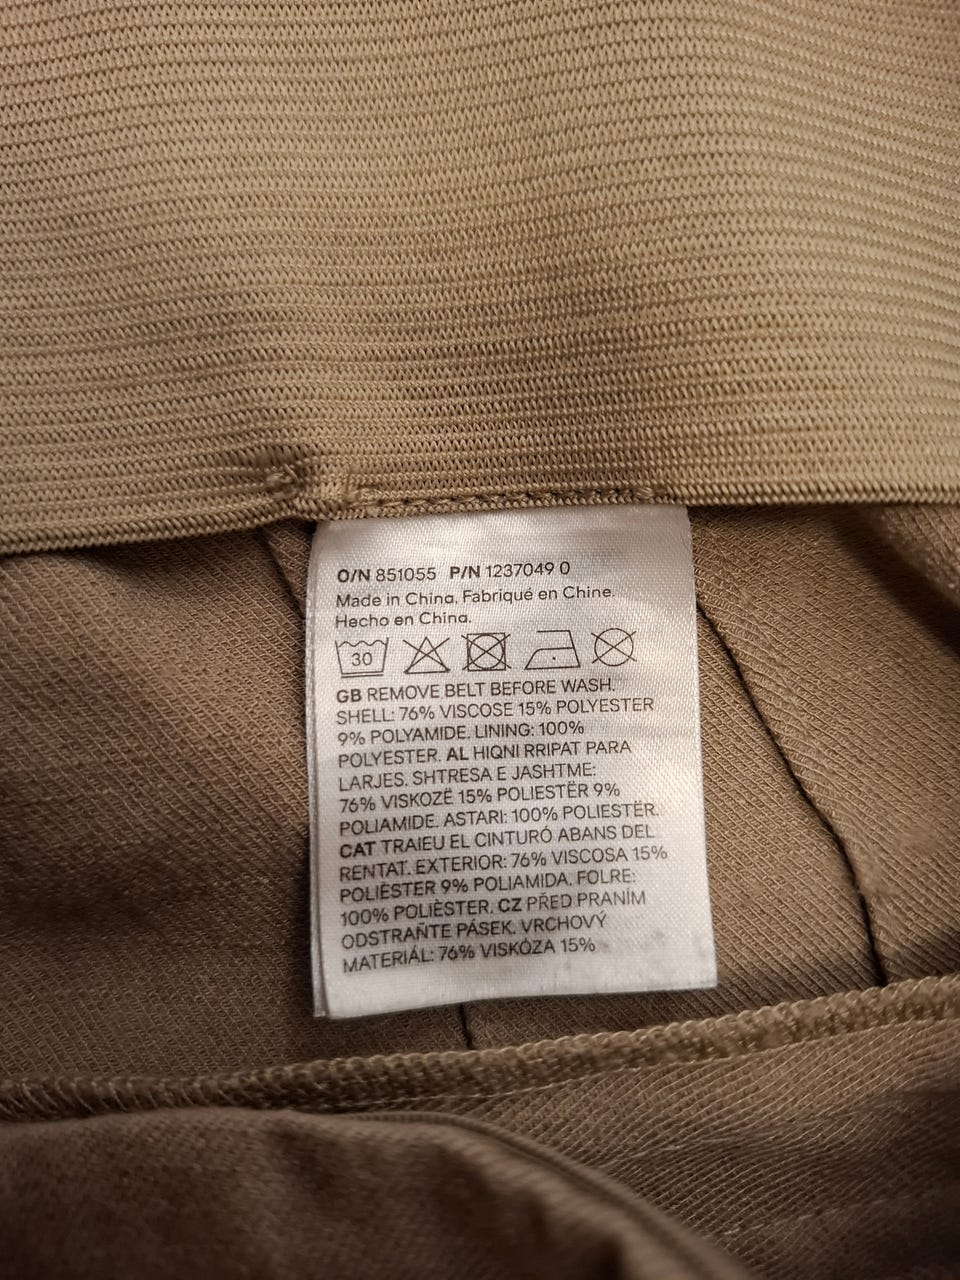 O/N 851055 P/N 1237049 0
Made in China. Fabriqué en Chine.
Hecho en China.
30
GB REMOVE BELT BEFORE WASH.
SHELL: 76% VISCOSE 15% POLYESTER
9% POLYAMIDE. LINING: 100%
POLYESTER. AL HIQNI RRIPAT PARA
LARJES. SHTRESA E JASHTME:
76% VISKOZË 15% POLIESTËR 9%
POLIAMIDE. ASTARI: 100% POLIESTËR.
CAT TRAIEU EL CINTURÓ ABANS DEL
RENTAT. EXTERIOR: 76% VISCOSA 15%
POLIÈSTER 9% POLIAMIDA. FOLRE:
100% POLIÈSTER. CZ PŘED PRANÍM
ODSTRAŇTE PÁSEK. VRCHOVÝ
MATERIÁL: 76% VISKÓZA 15%